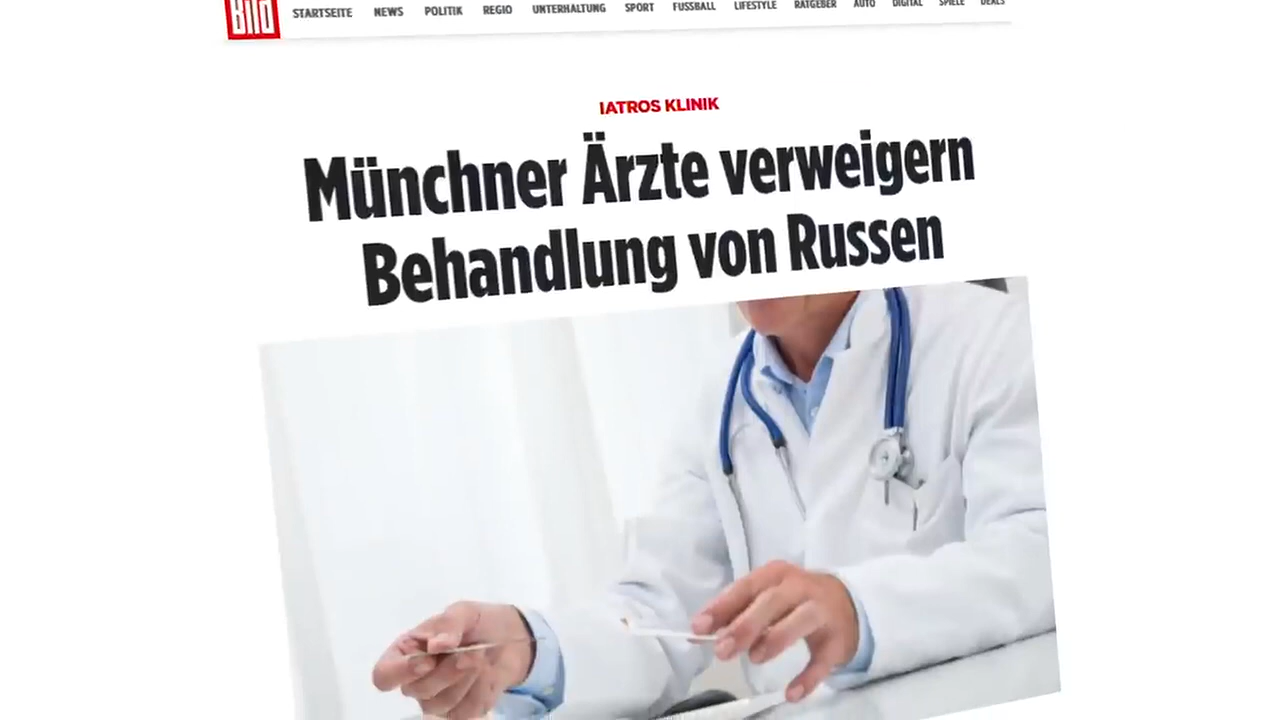 Bild
STARTSEITE NEWS POLITIK REGIO UNTERHALTUNG SPORT FUSSBALL LIFESTYLE RATGEBER AUTO DIGITAL SPIELE DEALS
IATROS KLINIK
Münchner Ärzte verweigern
Behandlung von Russen